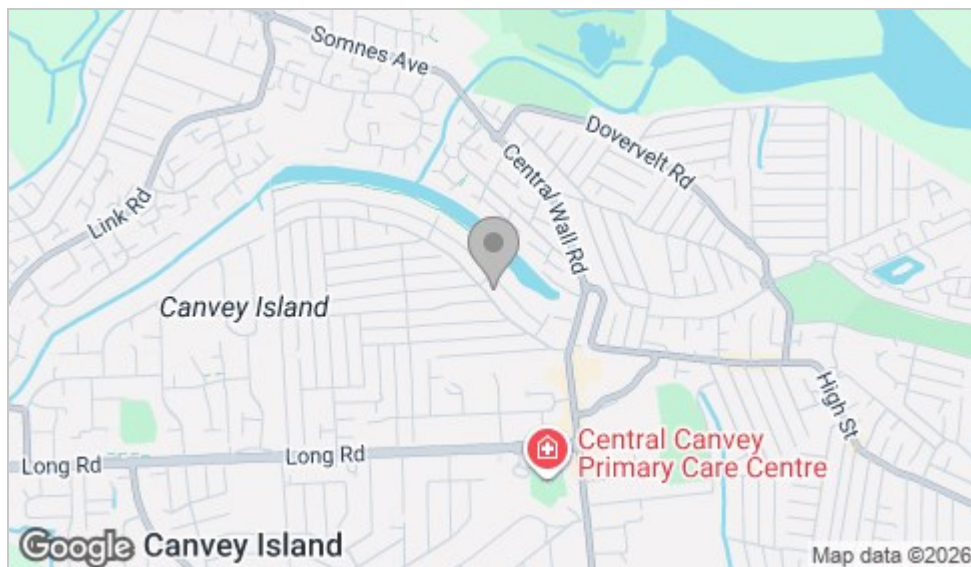 Somnes Ave
Dovervelt Rd
Central Wall Rd
Link Rd
Canvey Island
High St
Long Rd
Long Rd
Central Canvey
Primary Care Centre
Google
Canvey Island
Map data ©2026